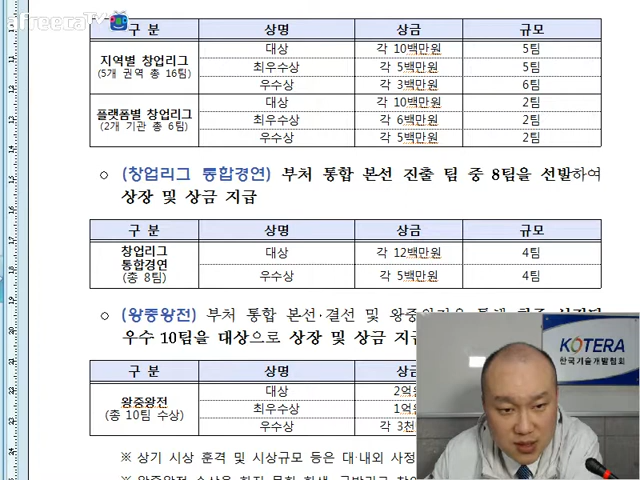 afreecaTV
구 분 상명 상금 규모
지역별 창업리그 (5개 권역 총 16팀) 대상 각 10백만원 5팀
최우수상 각 5백만원 5팀
우수상 각 3백만원 6팀
플랫폼별 창업리그 (2개 기관 총 6팀) 대상 각 10백만원 2팀
최우수상 각 6백만원 2팀
우수상 각 5백만원 2팀
○ (창업리그 통합경연) 부처 통합 본선 진출 팀 중 8팀을 선발하여
상장 및 상금 지급
구 분 상명 상금 규모
창업리그 통합경연 (총 8팀) 대상 각 12백만원 4팀
우수상 각 5백만원 4팀
○ (왕중왕전) 부처 통합 본선·결선 및
우수 10팀을 대상으로 상장 및 상금
KOTERA
한국기술개발협회
구 분 상명
왕중왕전 (총 10팀 수상) 대상 2억
최우수상 1억
우수상 각 3천
※ 상기 시상 훈격 및 시상규모 등은 대·내외 사정